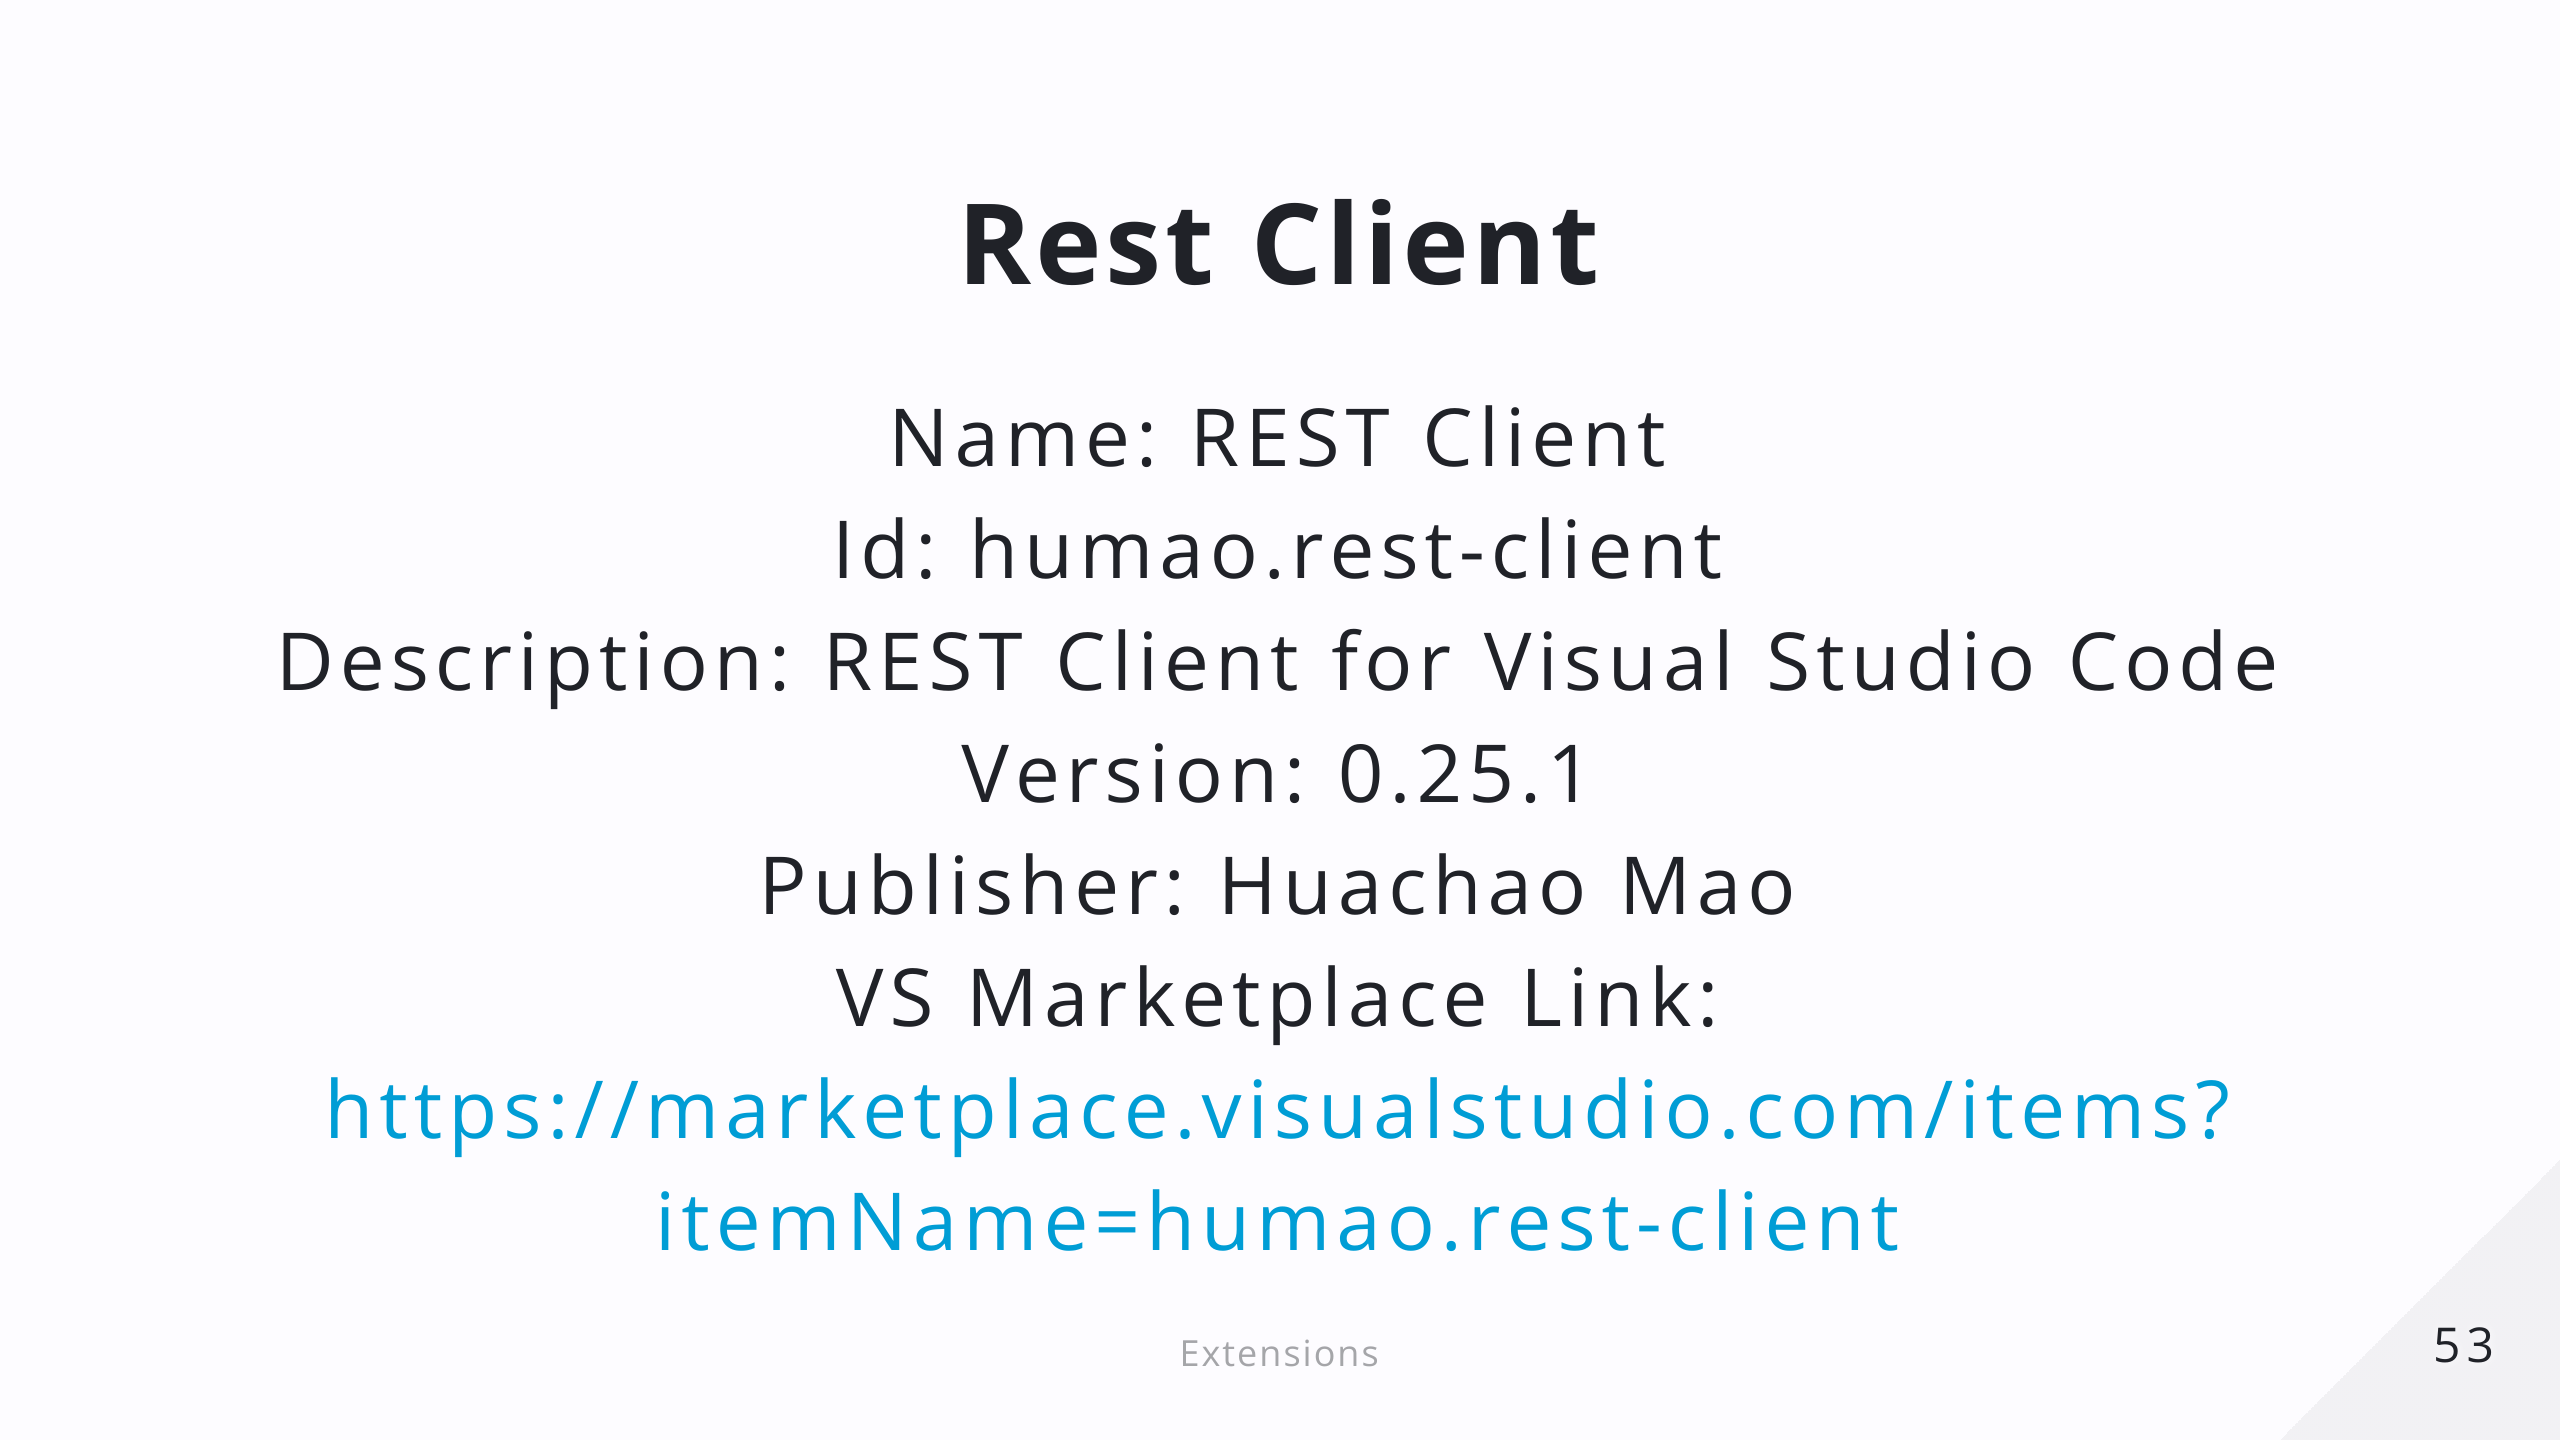 Rest Client
Name: REST Client
Id: humao.rest-client
Description: REST Client for Visual Studio Code
Version: 0.25.1
Publisher: Huachao Mao
VS Marketplace Link:
https://marketplace.visualstudio.com/items?
itemName=humao.rest-client
Extensions
53